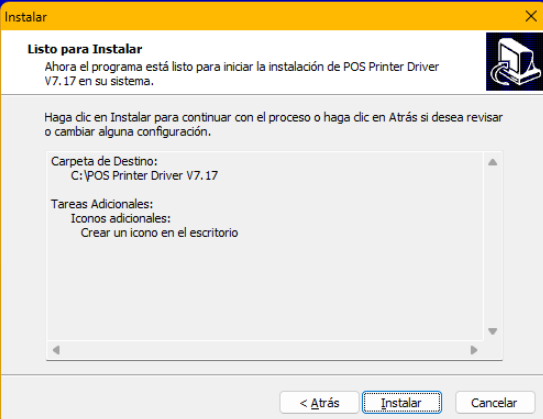 Instalar
Listo para Instalar
Ahora el programa está listo para iniciar la instalación de POS Printer Driver
V7.17 en su sistema.
Haga clic en Instalar para continuar con el proceso o haga clic en Atrás si desea revisar
o cambiar alguna configuración.
Carpeta de Destino:
C:\POS Printer Driver V7.17
Tareas Adicionales:
Iconos adicionales:
Crear un icono en el escritorio
< Atrás
Instalar
Cancelar